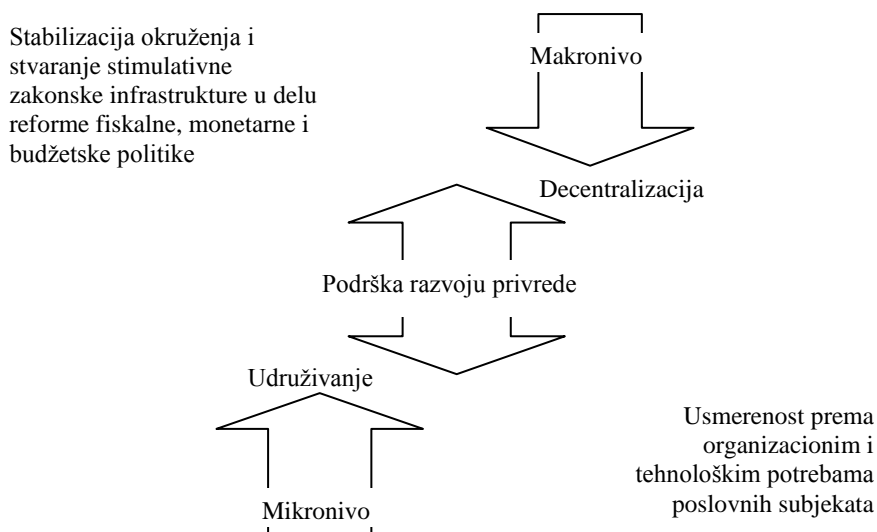 Stabilizacija okruženja i
stvaranje stimulativne
zakonske infrastrukture u delu
reforme fiskalne, monetarne i
budžetske politike
Makronivo
Decentralizacija
Podrška razvoju privrede
Udruživanje
Usmerenost prema
organizacionim i
tehnološkim potrebama
poslovnih subjekata
Mikronivo